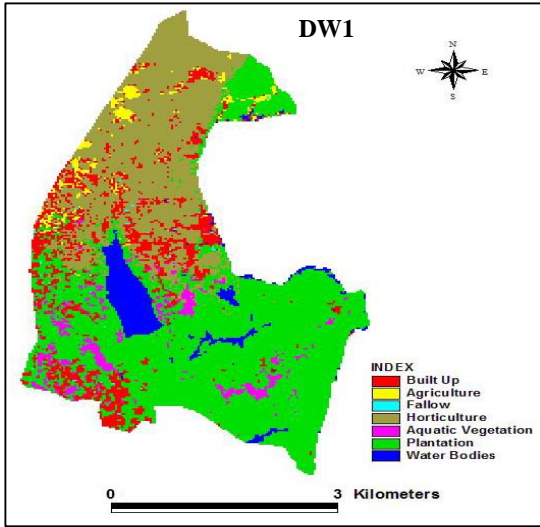 DW1
N
W E
S
INDEX
Built Up
Agriculture
Fallow
Horticulture
Aquatic Vegetation
Plantation
Water Bodies
0 3 Kilometers